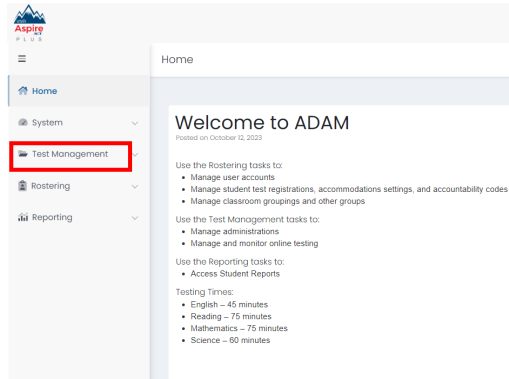 Aspire
PLUS
Home
Home
System
Test Management
Rostering
Reporting
Welcome to ADAM
Posted on October 12, 2023
Use the Rostering tasks to:
• Manage user accounts
• Manage student test registrations, accommodations settings, and accountability codes
• Manage classroom groupings and other groups
Use the Test Management tasks to:
• Manage administrations
• Manage and monitor online testing
Use the Reporting tasks to:
• Access Student Reports
Testing Times:
• English – 45 minutes
• Reading – 75 minutes
• Mathematics – 75 minutes
• Science – 60 minutes